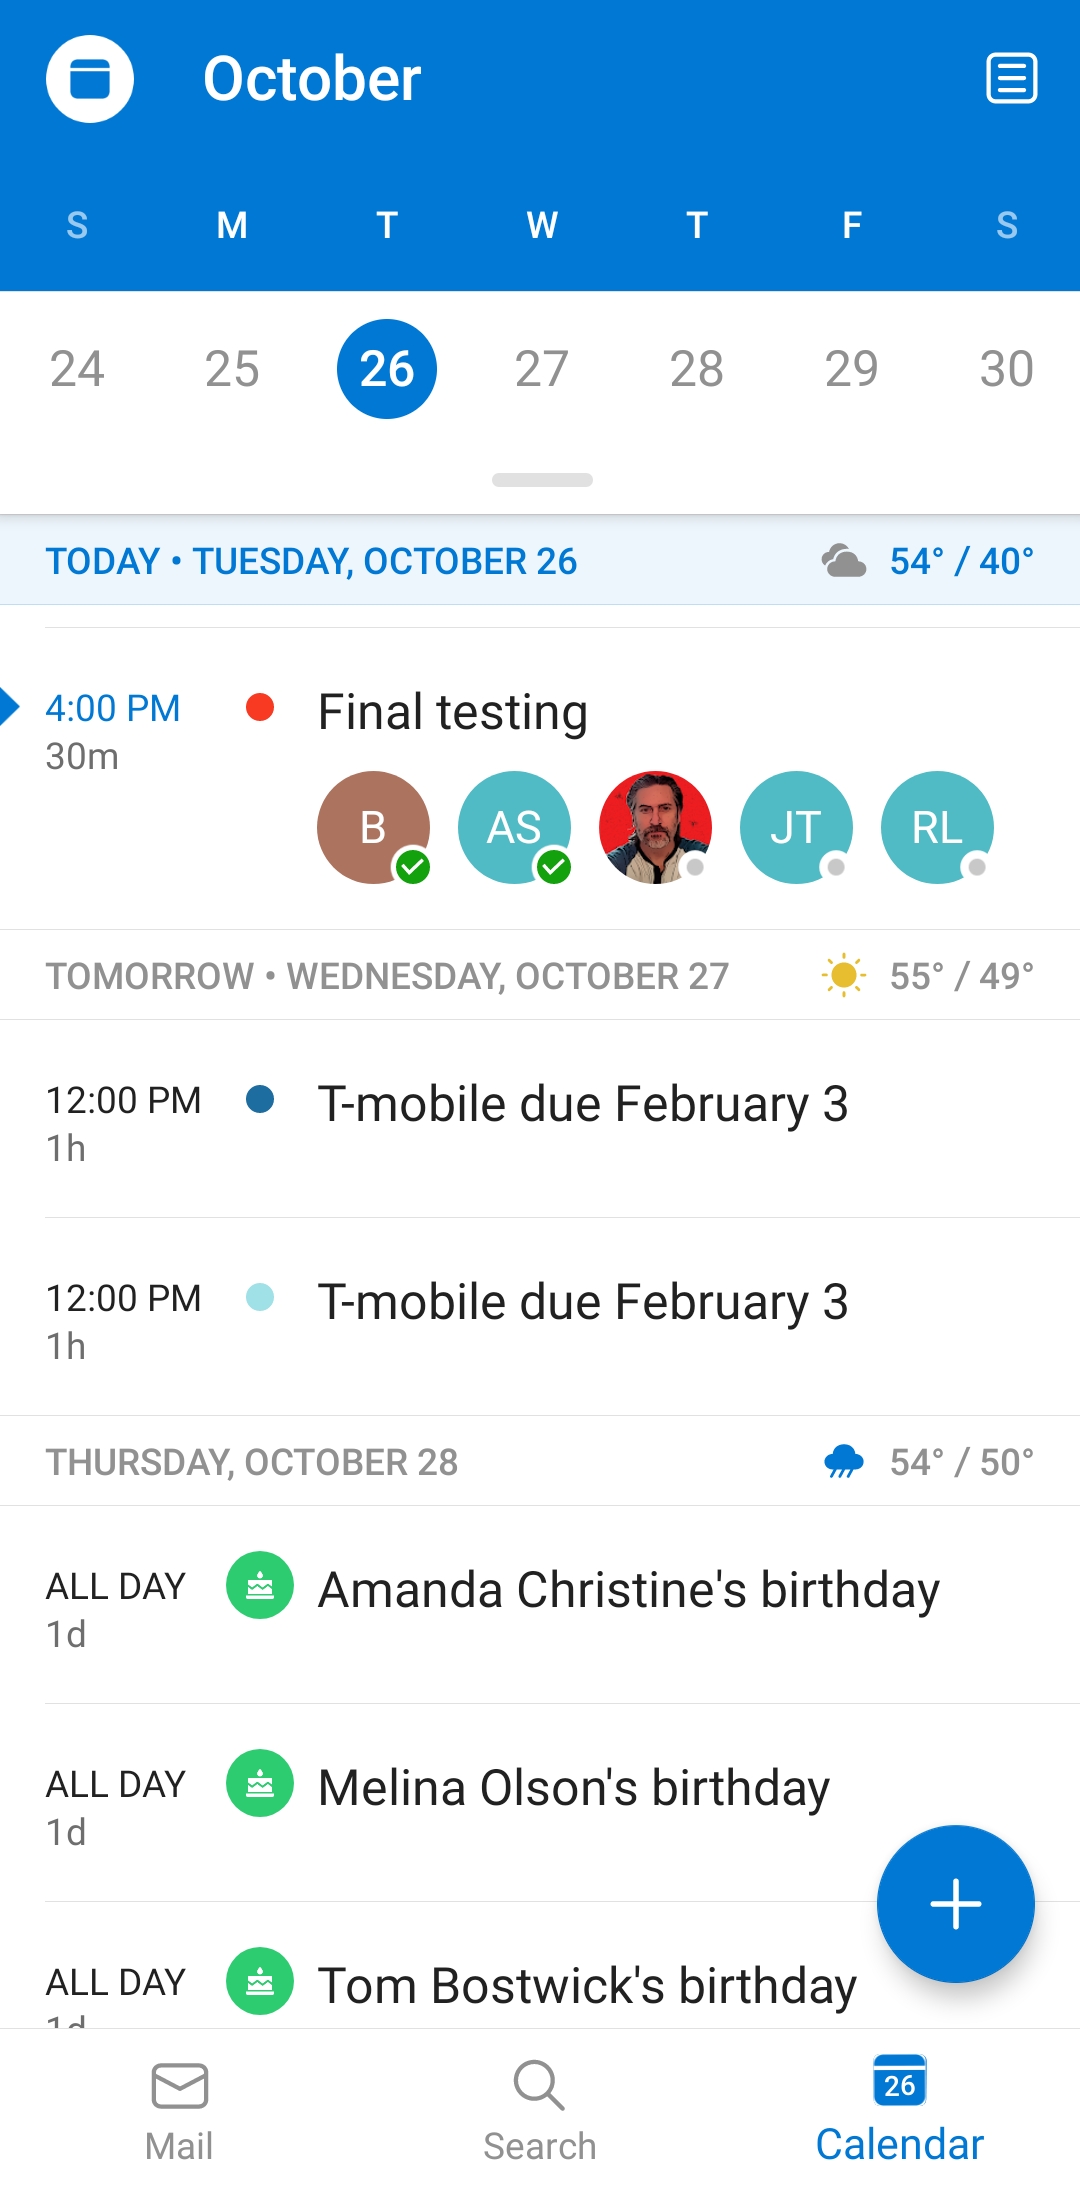 October
S M T W T F S
24 25 26 27 28 29 30
TODAY • TUESDAY, OCTOBER 26 54° / 40°
4:00 PM Final testing
30m
B AS JT RL
TOMORROW • WEDNESDAY, OCTOBER 27 55° / 49°
12:00 PM T-mobile due February 3
1h
12:00 PM T-mobile due February 3
1h
THURSDAY, OCTOBER 28 54° / 50°
ALL DAY Amanda Christine's birthday
1d
ALL DAY Melina Olson's birthday
1d
ALL DAY Tom Bostwick's birthday
1d
26
Mail Search Calendar